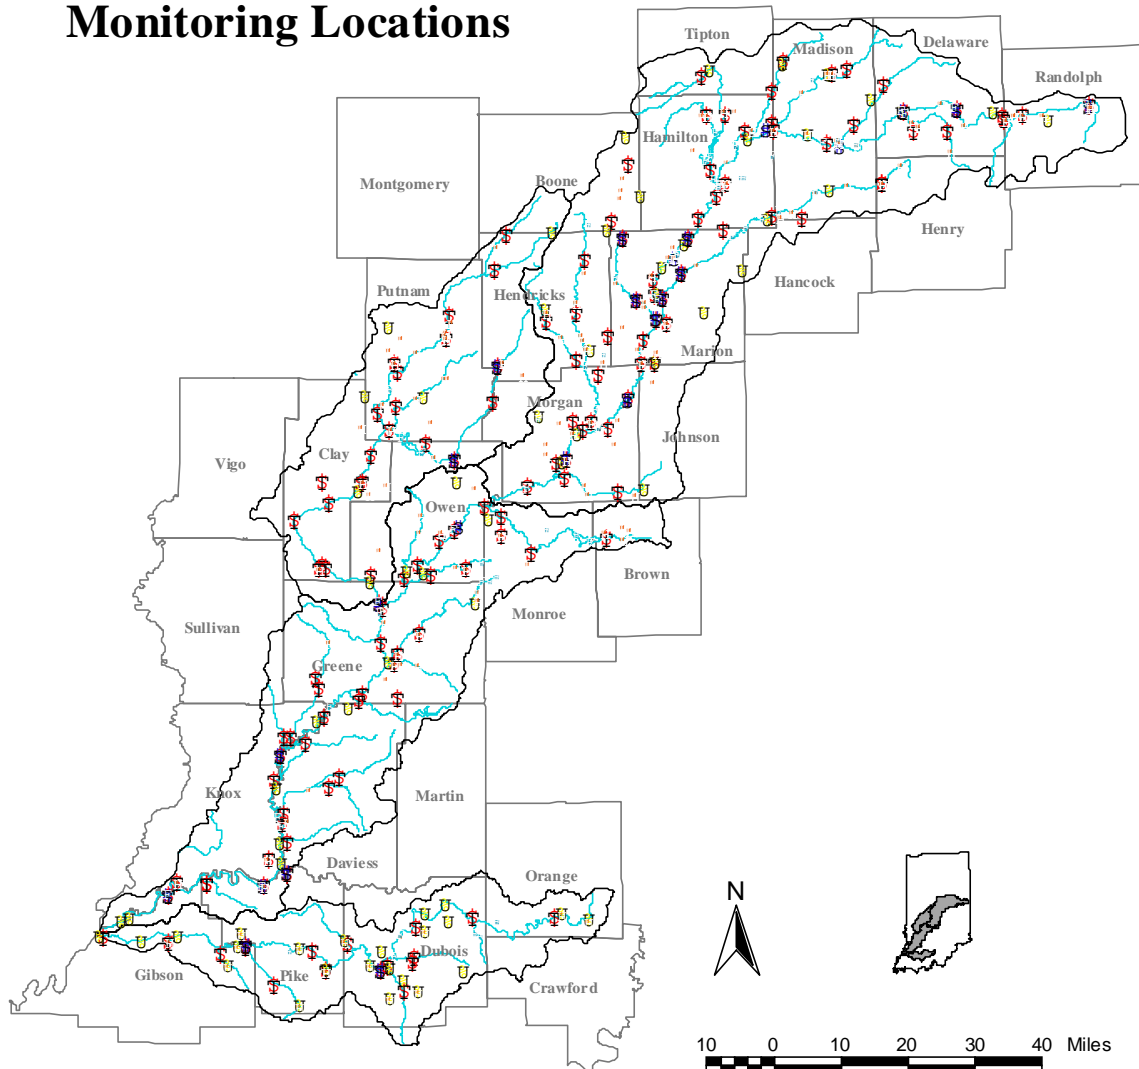 Monitoring Locations
Tipton
Madison
Delaware
Randolph
Hamilton
Montgomery
Boone
Henry
Hancock
Putnam
Hendricks
Marion
Morgan
Johnson
Vigo
Clay
Owen
Brown
Monroe
Sullivan
Greene
Knox
Martin
Daviess
Orange
Dubois
Gibson
Pike
Crawford
N
10 0 10 20 30 40 Miles